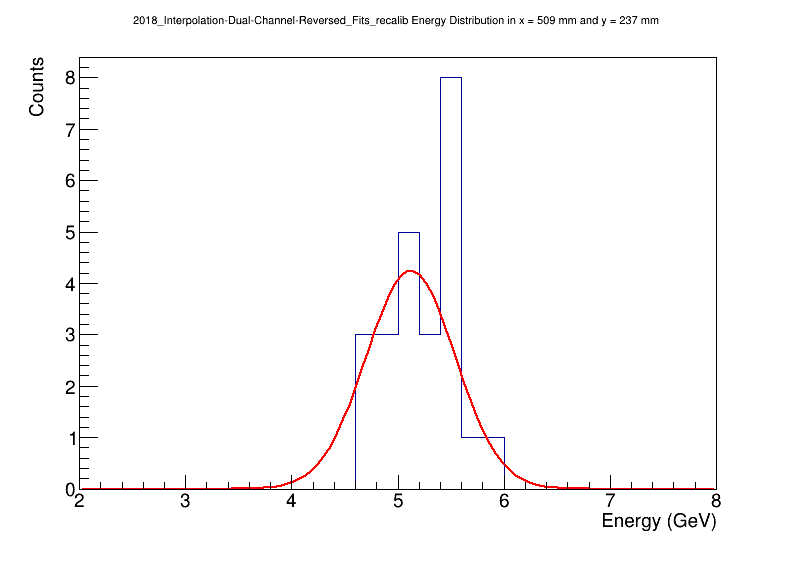 2018_Interpolation-Dual-Channel-Reversed_Fits_recalib Energy Distribution in x = 509 mm and y = 237 mm
Counts
8
7
6
5
4
3
2
1
0
2 3 4 5 6 7 8
Energy (GeV)